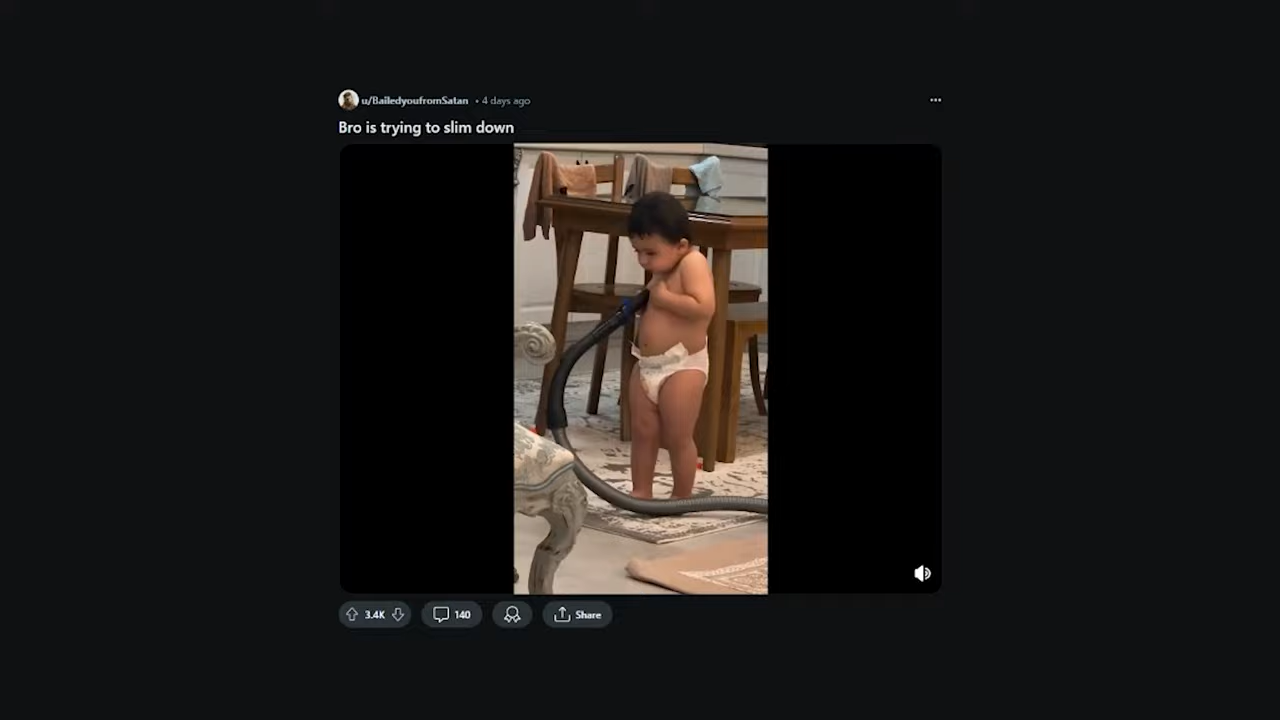 u/BailedyoufromSatan • 4 days ago
Bro is trying to slim down
3.4K 140 Share